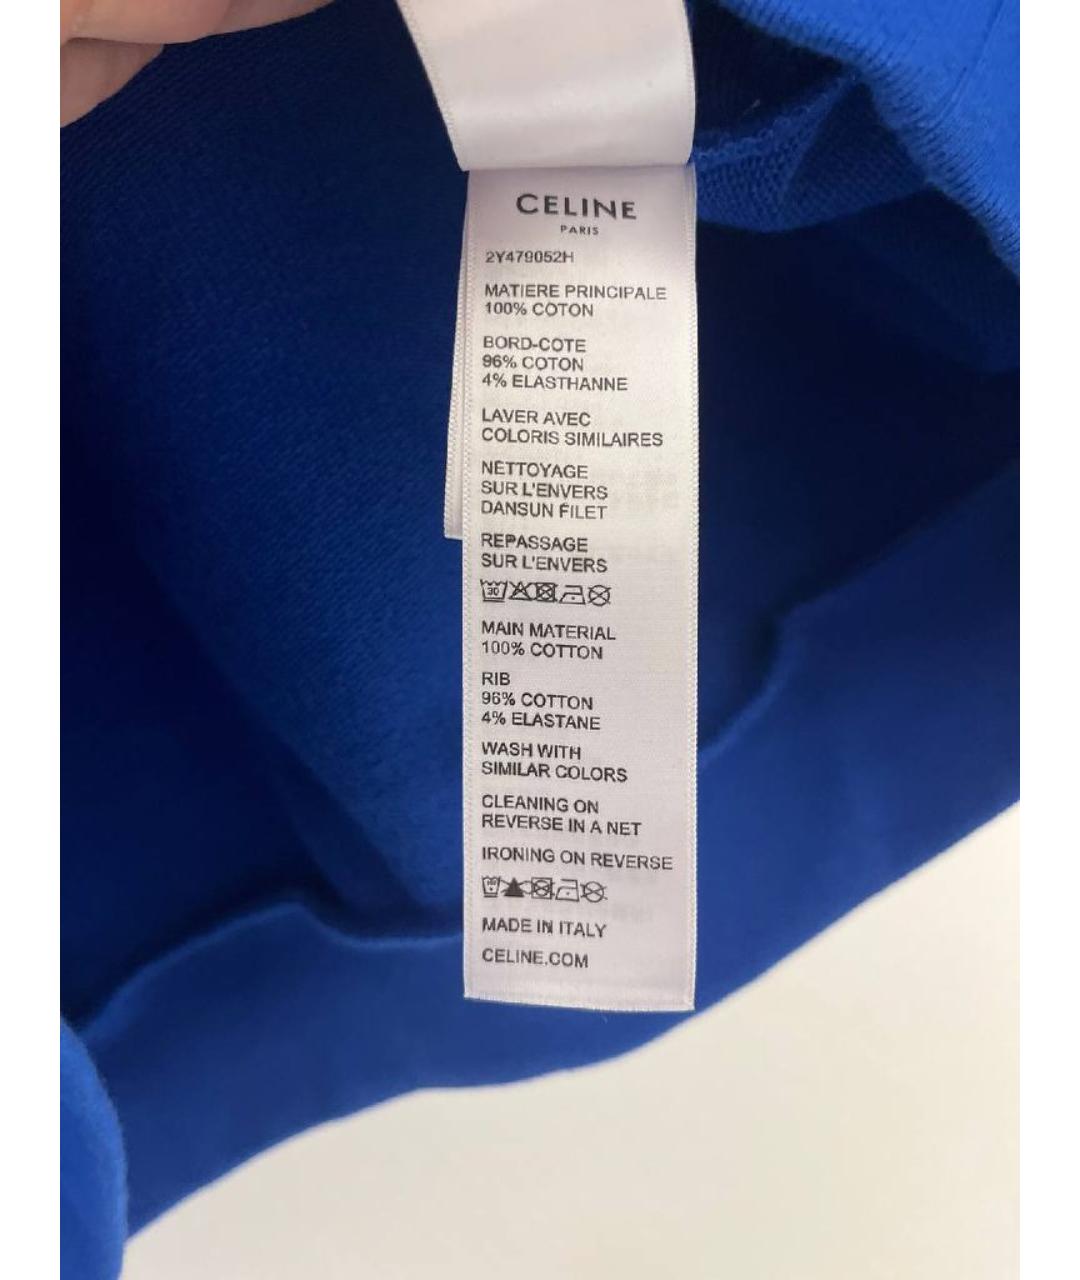 CELINE
PARIS
2Y479052H
MATIERE PRINCIPALE
100% COTON
BORD-COTE
96% COTON
4% ELASTHANNE
LAVER AVEC
COLORIS SIMILAIRES
NETTOYAGE
SUR L'ENVERS
DANSUN FILET
REPASSAGE
SUR L'ENVERS
30
MAIN MATERIAL
100% COTTON
RIB
96% COTTON
4% ELASTANE
WASH WITH
SIMILAR COLORS
CLEANING ON
REVERSE IN A NET
IRONING ON REVERSE
MADE IN ITALY
CELINE.COM